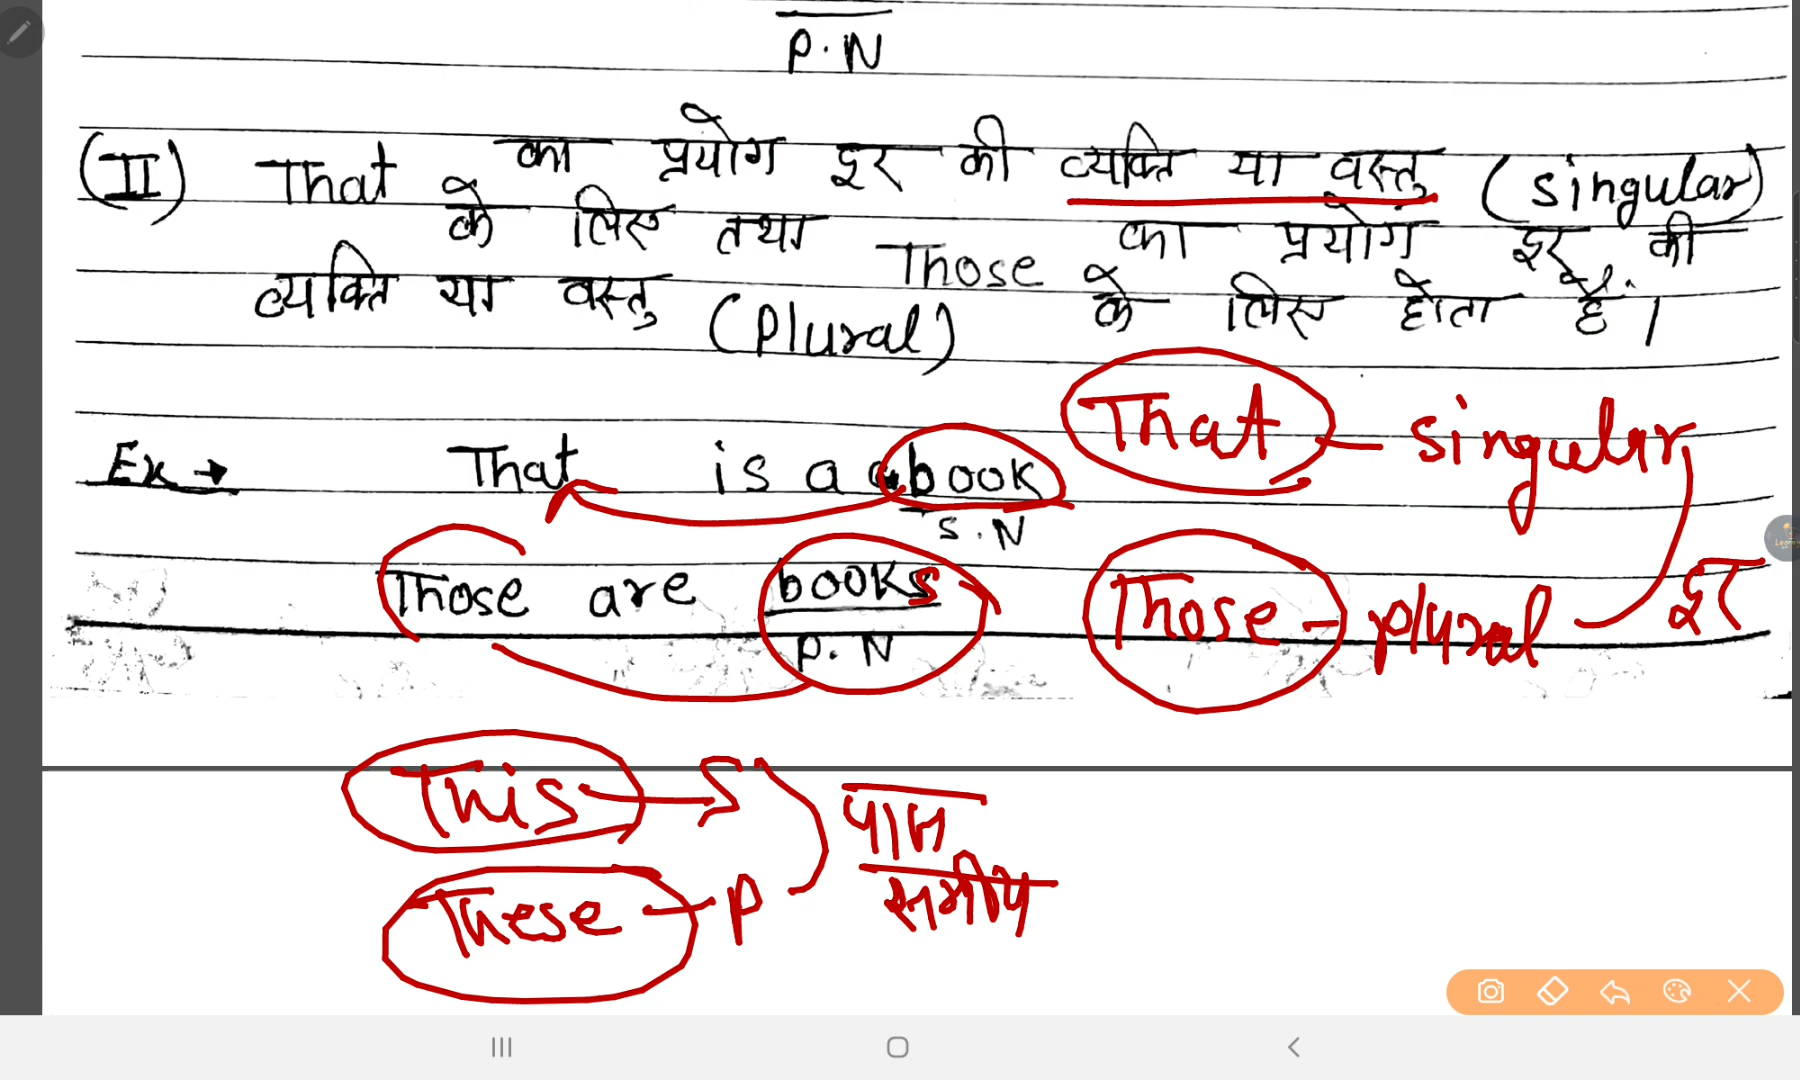 P.N
(II) That का प्रयोग दूर की व्यक्ति या वस्तु (singular)
के लिए तथा Those का प्रयोग दूर की
व्यक्ति या वस्तु (Plural) के लिए होता है।
That – singular
Ex → That is a book
S.N
Those are books
P.N
Those – plural
दूर
This – S
पास
समीप
These – P